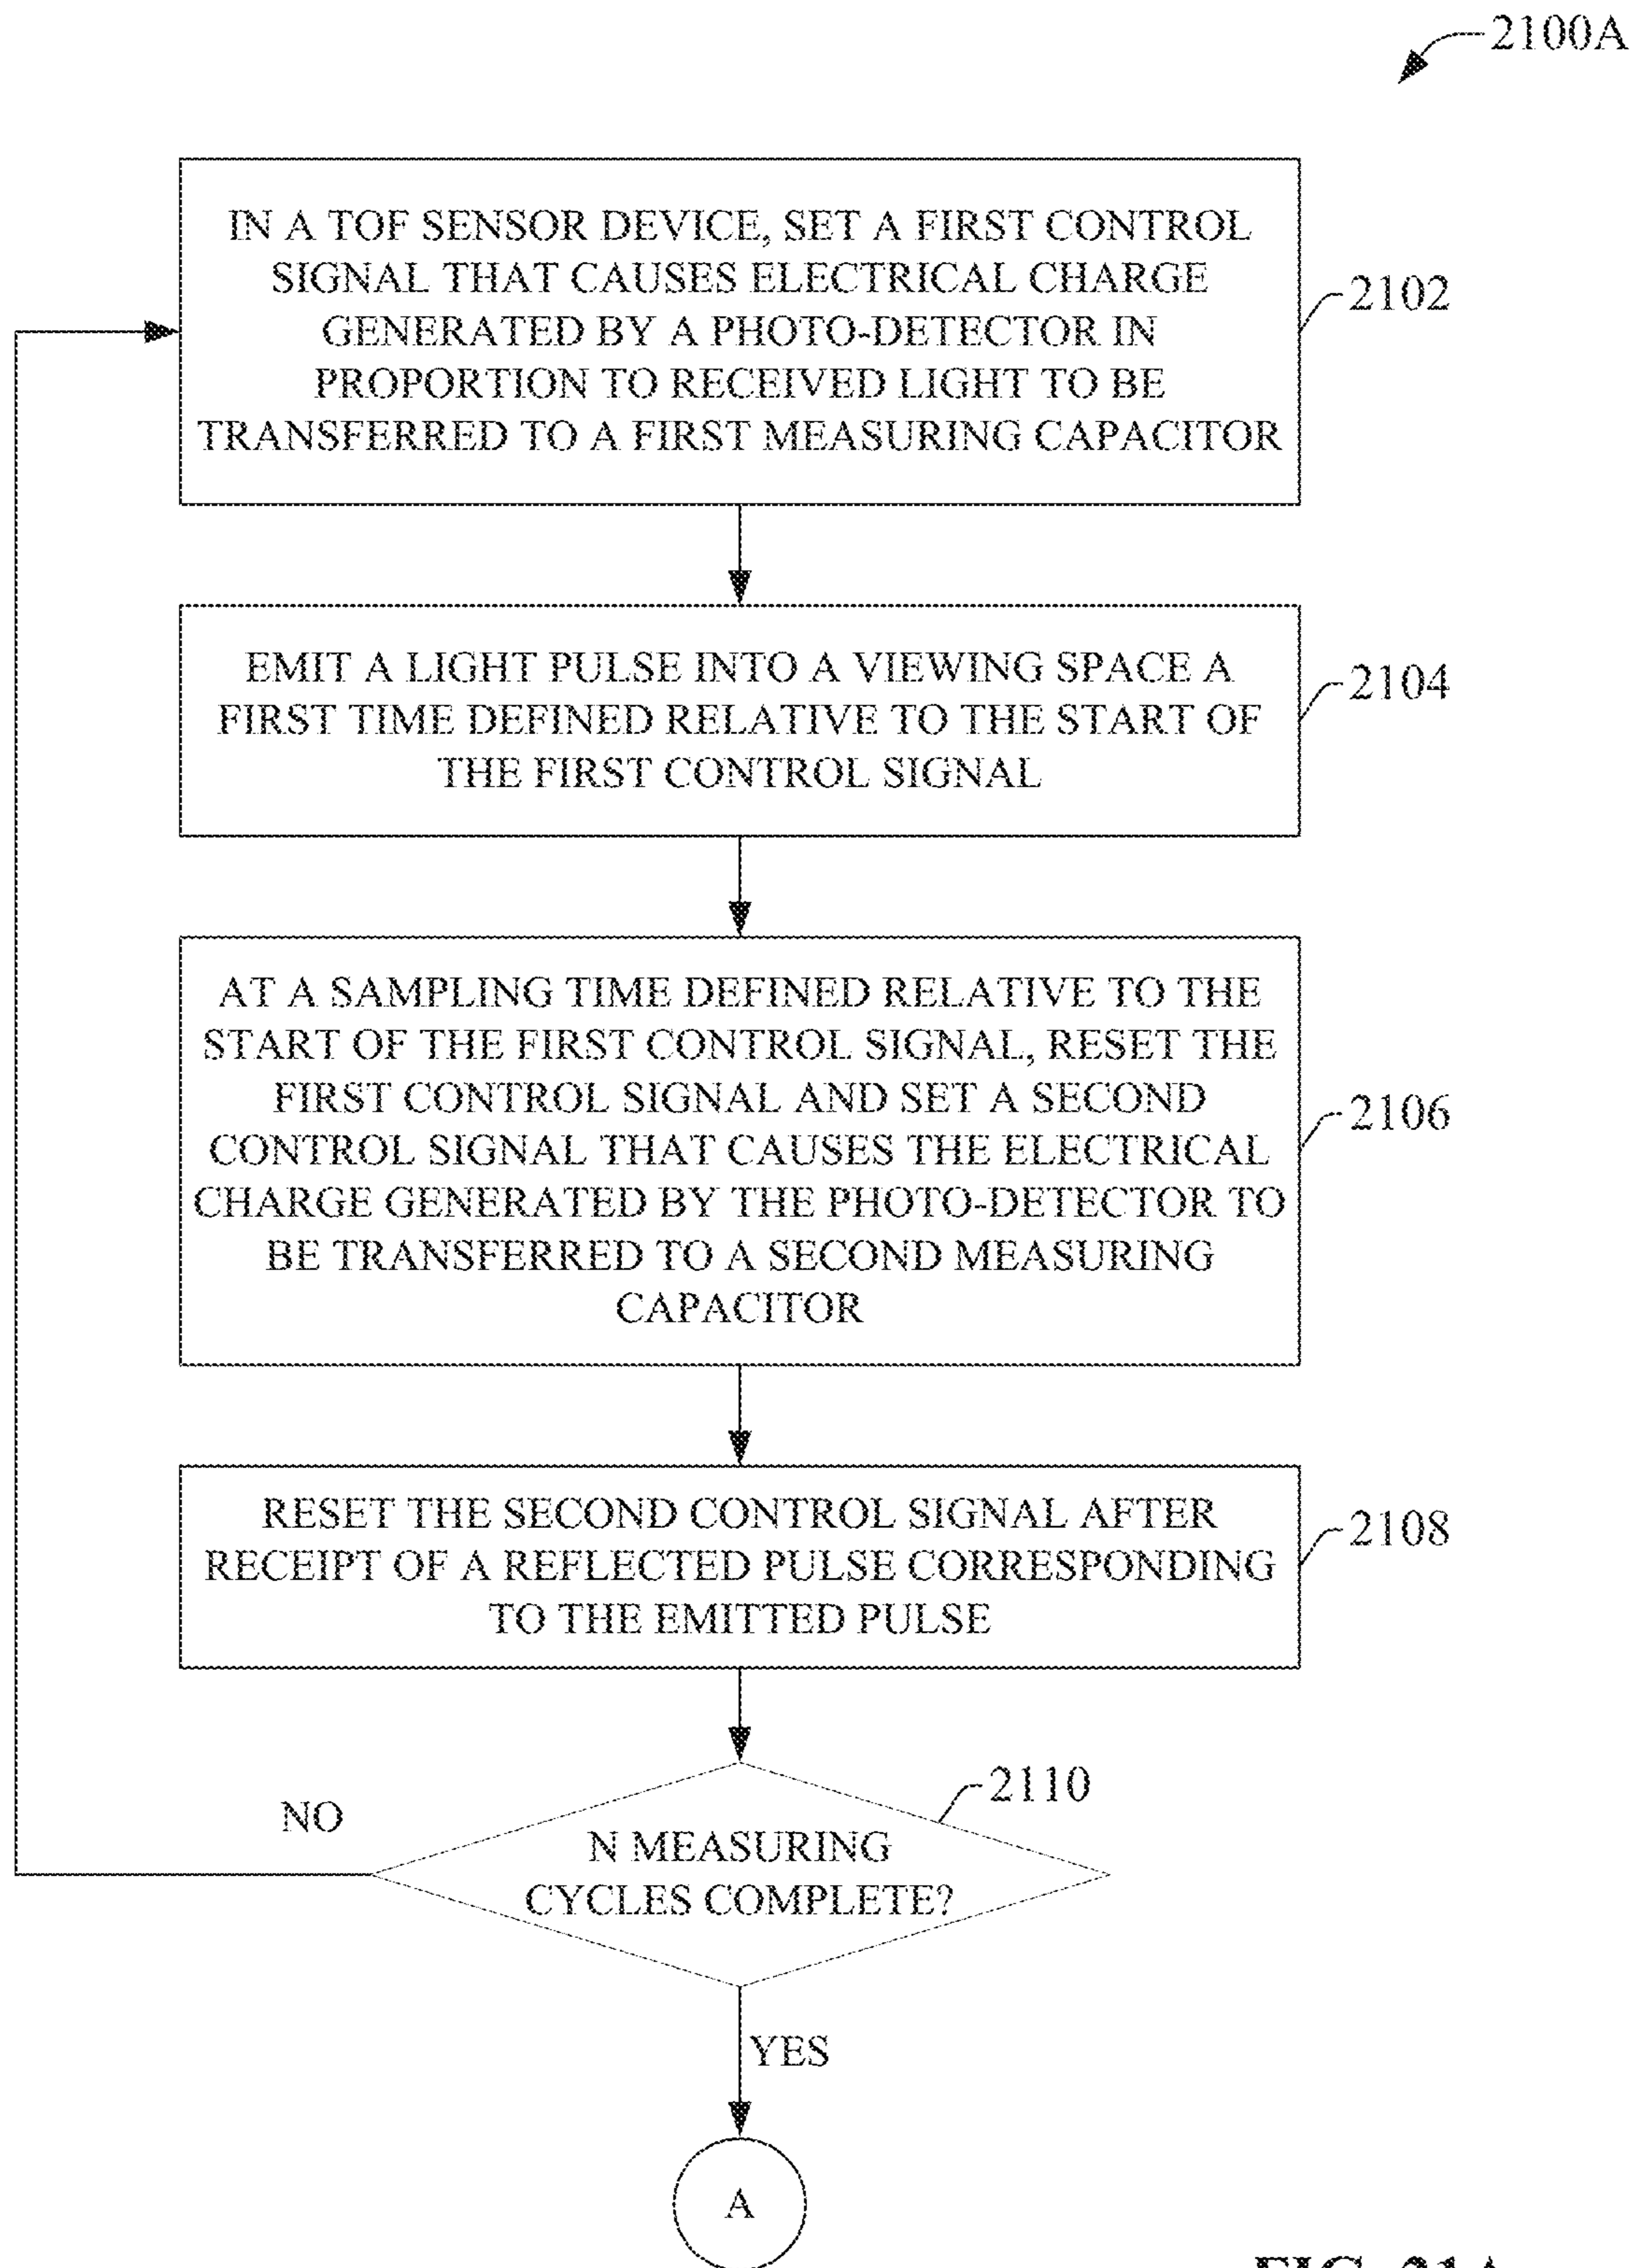 2100A
IN A TOF SENSOR DEVICE, SET A FIRST CONTROL
SIGNAL THAT CAUSES ELECTRICAL CHARGE
GENERATED BY A PHOTO-DETECTOR IN
PROPORTION TO RECEIVED LIGHT TO BE
TRANSFERRED TO A FIRST MEASURING CAPACITOR
2102
EMIT A LIGHT PULSE INTO A VIEWING SPACE A
FIRST TIME DEFINED RELATIVE TO THE START OF
THE FIRST CONTROL SIGNAL
2104
AT A SAMPLING TIME DEFINED RELATIVE TO THE
START OF THE FIRST CONTROL SIGNAL, RESET THE
FIRST CONTROL SIGNAL AND SET A SECOND
CONTROL SIGNAL THAT CAUSES THE ELECTRICAL
CHARGE GENERATED BY THE PHOTO-DETECTOR TO
BE TRANSFERRED TO A SECOND MEASURING
CAPACITOR
2106
RESET THE SECOND CONTROL SIGNAL AFTER
RECEIPT OF A REFLECTED PULSE CORRESPONDING
TO THE EMITTED PULSE
2108
2110
NO
N MEASURING
CYCLES COMPLETE?
YES
A
FIG. 21A